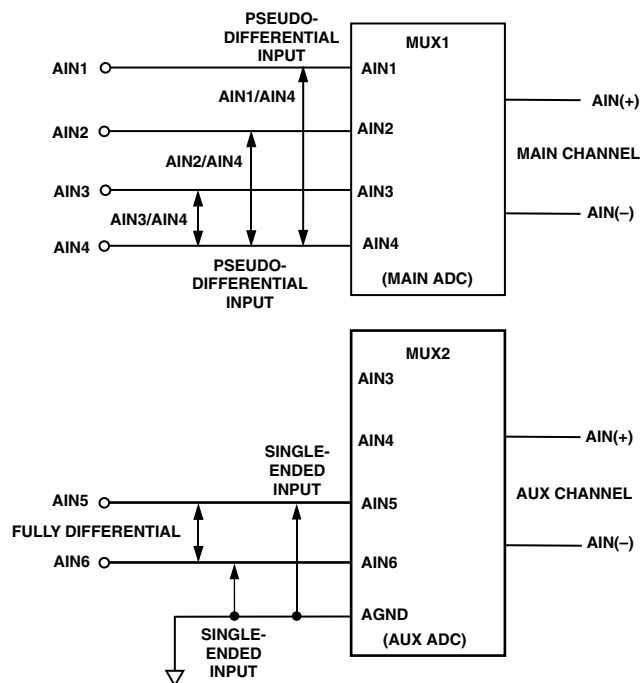 PSEUDO-
DIFFERENTIAL
INPUT
MUX1
AIN1
AIN1
AIN1/AIN4
AIN(+)
AIN2
AIN2
AIN2/AIN4
MAIN CHANNEL
AIN3
AIN3
AIN3/AIN4
AIN(–)
AIN4
AIN4
PSEUDO-
DIFFERENTIAL
INPUT
(MAIN ADC)
MUX2
AIN3
AIN4
AIN(+)
SINGLE-
ENDED
INPUT
AIN5
AIN5
AUX CHANNEL
FULLY DIFFERENTIAL
AIN(–)
AIN6
AIN6
AGND
SINGLE-
ENDED
INPUT
(AUX ADC)